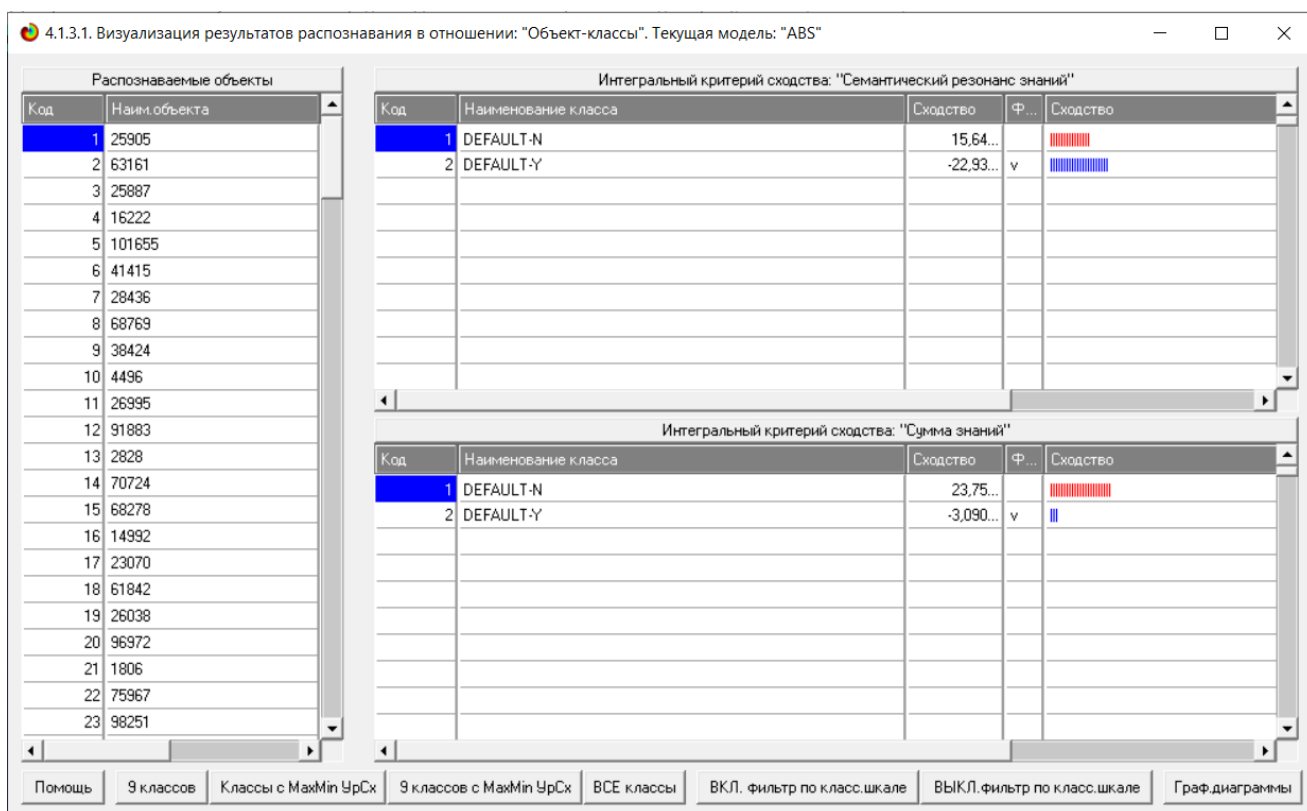 4.1.3.1. Визуализация результатов распознавания в отношении: "Объект-классы". Текущая модель: "ABS"
Распознаваемые объекты
Код Наим.объекта
1 25905
2 63161
3 25887
4 16222
5 101655
6 41415
7 28436
8 68769
9 38424
10 4496
11 26995
12 91883
13 2828
14 70724
15 68278
16 14992
17 23070
18 61842
19 26038
20 96972
21 1806
22 75967
23 98251
Интегральный критерий сходства: "Семантический резонанс знаний"
Код Наименование класса Сходство Ф... Сходство
1 DEFAULT-N 15,64...
2 DEFAULT-Y -22,93... v
Интегральный критерий сходства: "Сумма знаний"
Код Наименование класса Сходство Ф... Сходство
1 DEFAULT-N 23,75...
2 DEFAULT-Y -3,090... v
Помощь 9 классов Классы с MaxMin УрСх 9 классов с MaxMin УрСх ВСЕ классы ВКЛ. фильтр по класс.шкале ВЫКЛ.фильтр по класс.шкале Граф.диаграммы